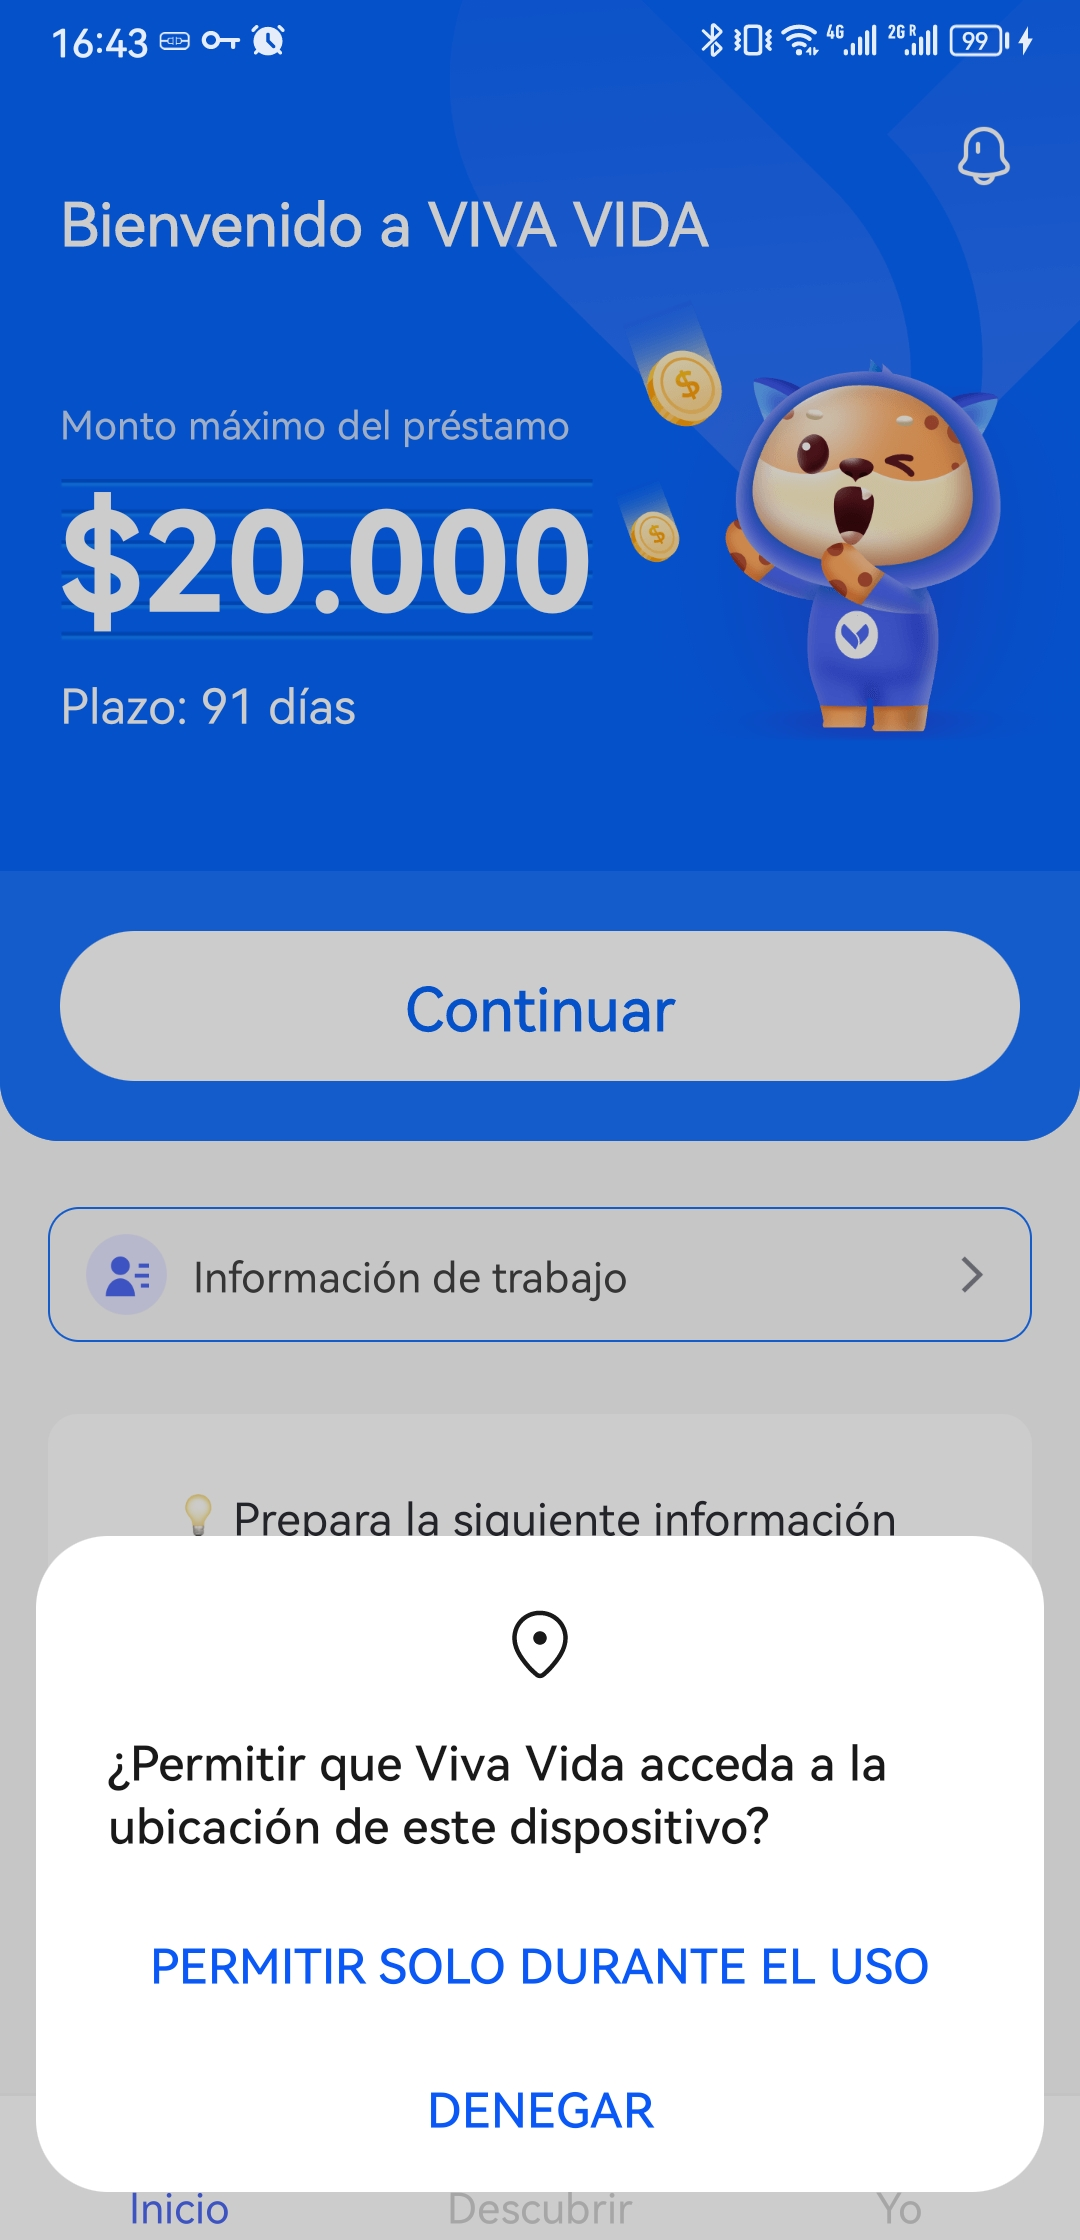 16:43
4G
2G R
99
Bienvenido a VIVA VIDA
Monto máximo del préstamo
$20.000
Plazo: 91 días
Continuar
Información de trabajo
Prepara la siguiente información
¿Permitir que Viva Vida acceda a la
ubicación de este dispositivo?
PERMITIR SOLO DURANTE EL USO
DENEGAR
Inicio
Descubrir
Yo